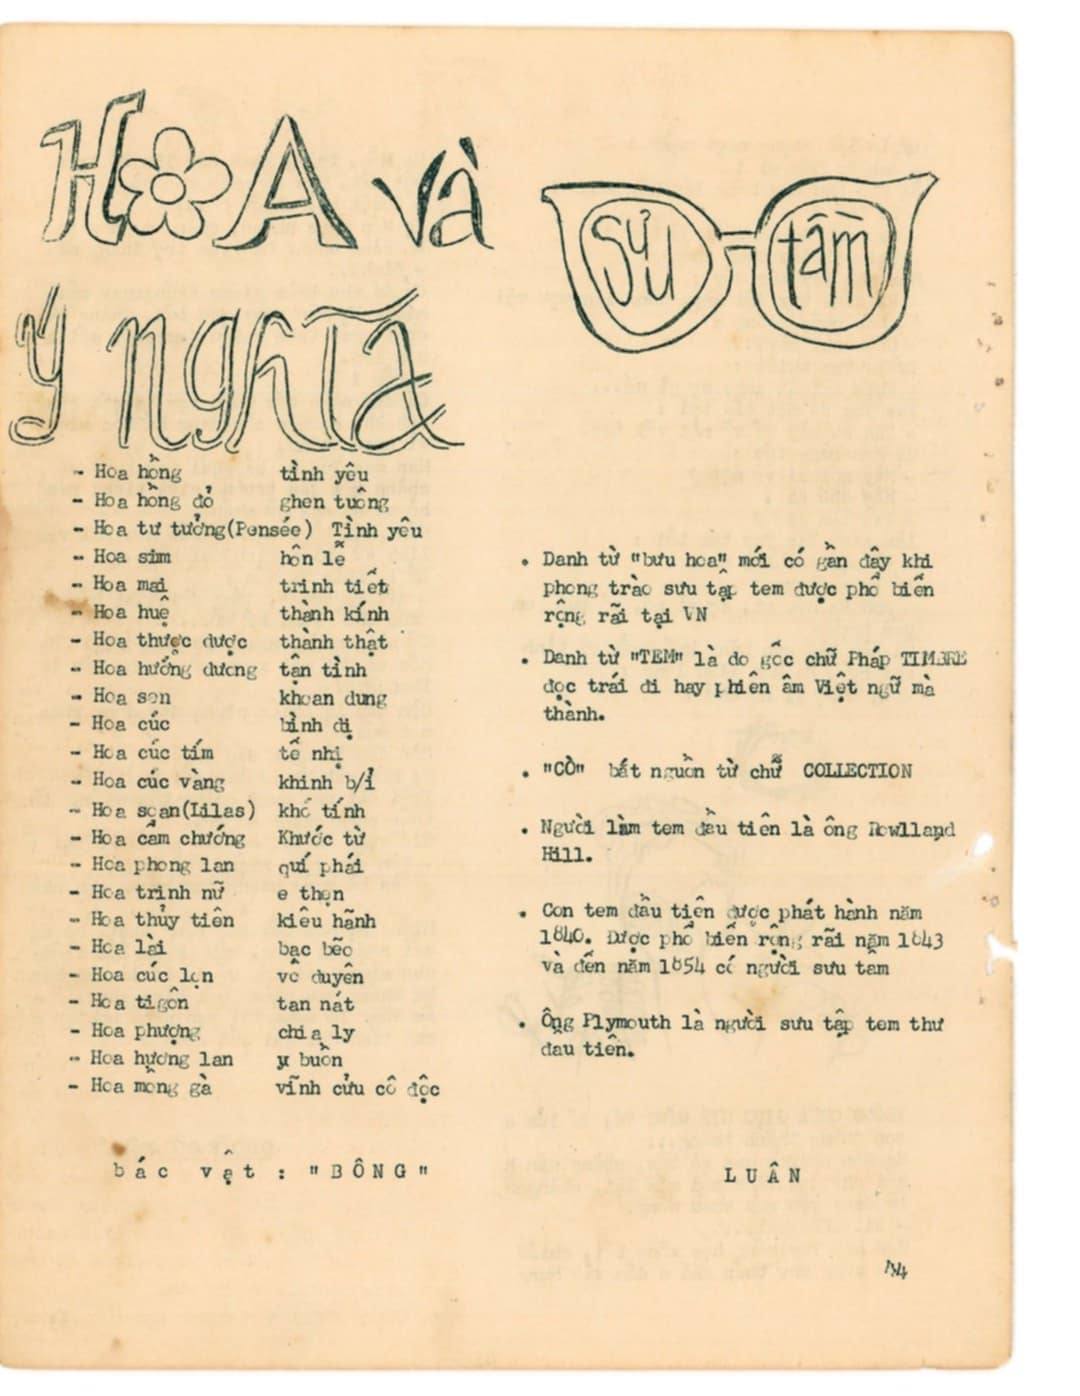 HOA và
ý nghĩa
- Hoa hồng tình yêu
- Hoa hồng đỏ ghen tuông
- Hoa tư tưởng(Pensée) Tình yêu
- Hoa sim hôn lễ
- Hoa mai trinh tiết
- Hoa huệ thành kính
- Hoa thược dược thành thật
- Hoa hướng dương tận tình
- Hoa sen khoan dung
- Hoa cúc bình dị
- Hoa cúc tím tế nhị
- Hoa cúc vàng khinh b/ỉ
- Hoa soan(Lilas) khó tính
- Hoa cẩm chướng Khước từ
- Hoa phong lan quí phái
- Hoa trinh nữ e thẹn
- Hoa thủy tiên kiêu hãnh
- Hoa lài bạc bẽo
- Hoa cúc lợn vô duyên
- Hoa tigôn tan nát
- Hoa phượng chia ly
- Hoa hương lan u buồn
- Hoa mồng gà vĩnh cửu cô độc
bác vật : "BÔNG"
Sưu tầm
. Danh từ "bưu hoa" mới có gần đây khi
phong trào sưu tập tem được phổ biến
rộng rãi tại VN
. Danh từ "TEM" là do gốc chữ Pháp TIMBRE
đọc trái đi hay phiên âm Việt ngữ mà
thành.
. "CÒ" bắt nguồn từ chữ COLLECTION
. Người làm tem đầu tiên là ông Rowlland
Hill.
. Con tem đầu tiên được phát hành năm
1840. Được phổ biến rộng rãi năm 1843
và đến năm 1854 có người sưu tầm
. Ông Plymouth là người sưu tập tem thư
đầu tiên.
LUÂN